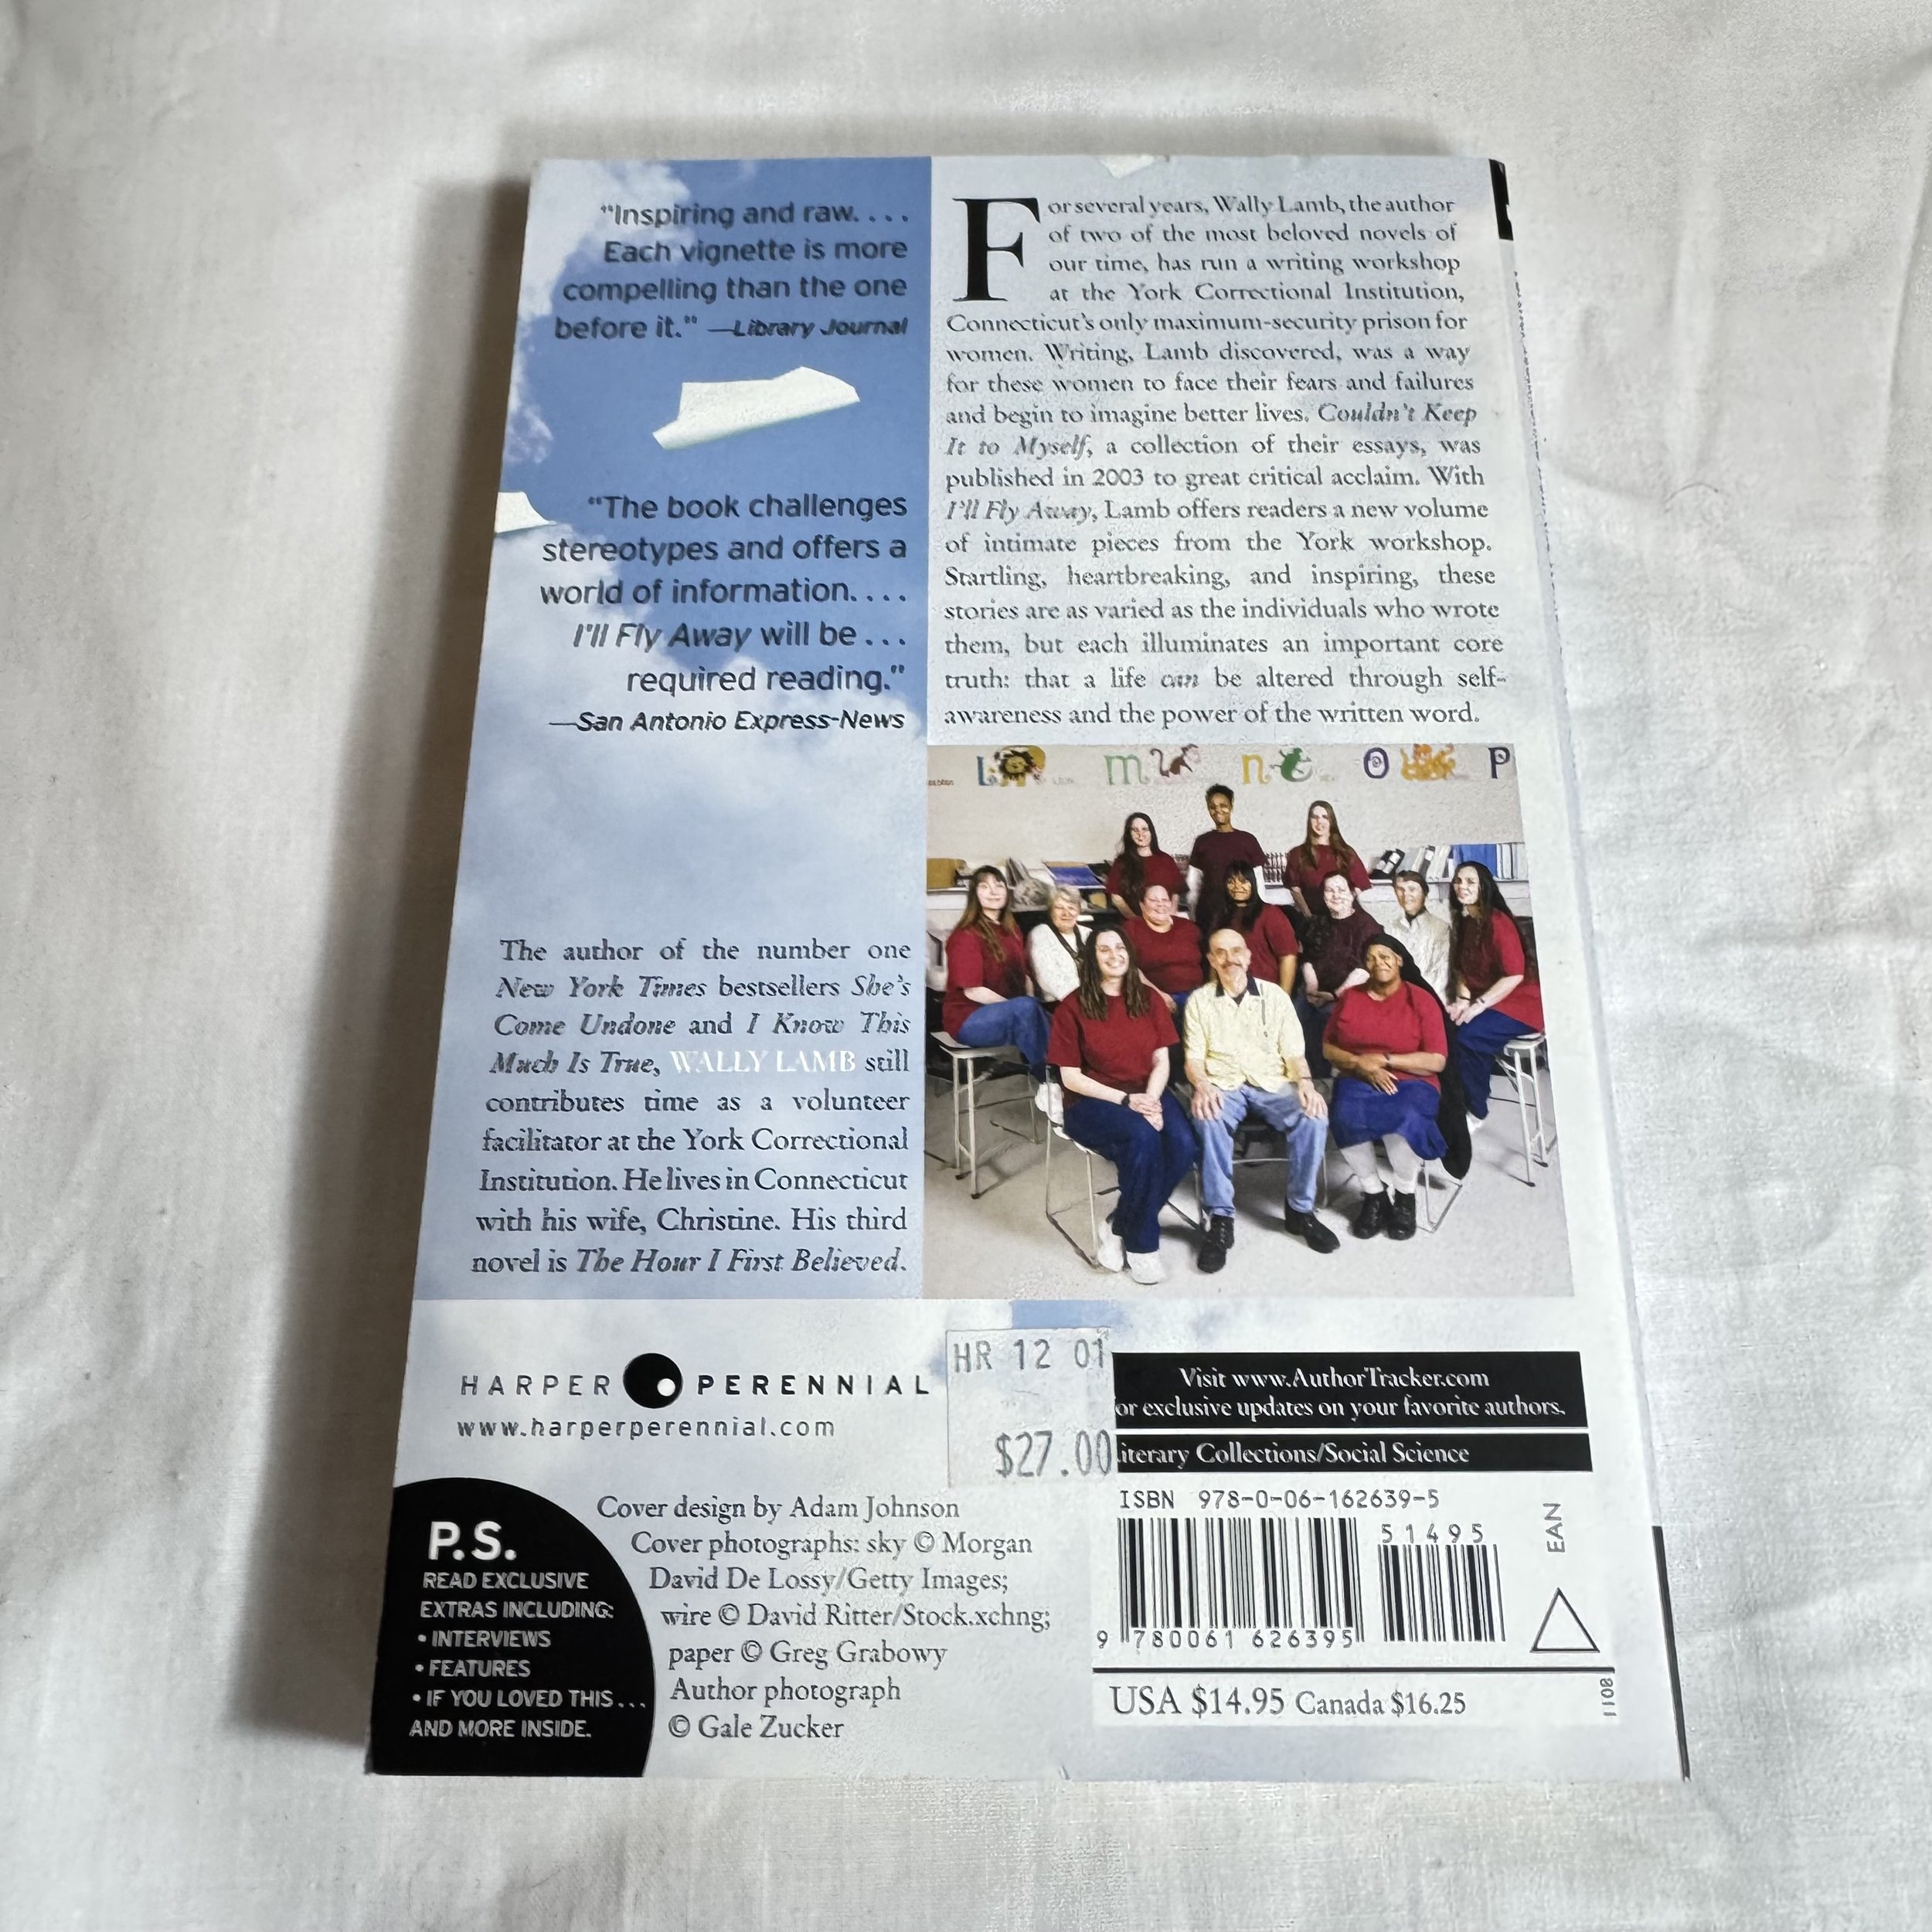 "Inspiring and raw. . . .
Each vignette is more
compelling than the one
before it." —Library Journal
"The book challenges
stereotypes and offers a
world of information. . . .
I'll Fly Away will be . . .
required reading."
—San Antonio Express-News
The author of the number one
New York Times bestsellers She's
Come Undone and I Know This
Much Is True, WALLY LAMB still
contributes time as a volunteer
facilitator at the York Correctional
Institution. He lives in Connecticut
with his wife, Christine. His third
novel is The Hour I First Believed.
For several years, Wally Lamb, the author
of two of the most beloved novels of
our time, has run a writing workshop
at the York Correctional Institution,
Connecticut's only maximum-security prison for
women. Writing, Lamb discovered, was a way
for these women to face their fears and failures
and begin to imagine better lives. Couldn't Keep
It to Myself, a collection of their essays, was
published in 2003 to great critical acclaim. With
I'll Fly Away, Lamb offers readers a new volume
of intimate pieces from the York workshop.
Startling, heartbreaking, and inspiring, these
stories are as varied as the individuals who wrote
them, but each illuminates an important core
truth: that a life can be altered through self-
awareness and the power of the written word.
L m n O P
HARPER PERENNIAL
www.harperperennial.com
HR 12 01
$27.00
Visit www.AuthorTracker.com
or exclusive updates on your favorite authors.
iterary Collections/Social Science
P.S.
READ EXCLUSIVE
EXTRAS INCLUDING:
• INTERVIEWS
• FEATURES
• IF YOU LOVED THIS . . .
AND MORE INSIDE.
Cover design by Adam Johnson
Cover photographs: sky © Morgan
David De Lossy/Getty Images;
wire © David Ritter/Stock.xchng;
paper © Greg Grabowy
Author photograph
© Gale Zucker
ISBN 978-0-06-162639-5
51495
EAN
9 780061 626395
USA $14.95 Canada $16.25
1108